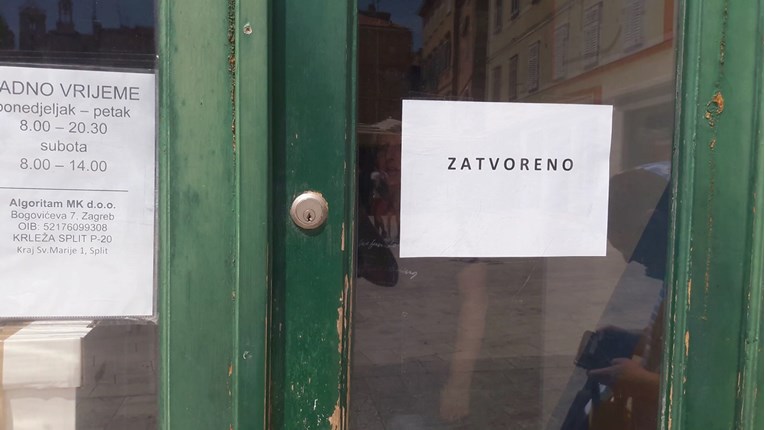 ADNO VRIJEME
ponedjeljak – petak
8.00 – 20.30
subota
8.00 – 14.00
Algoritam MK d.o.o.
Bogovićeva 7, Zagreb
OIB: 52176099308
KRLEŽA SPLIT P-20
Kraj Sv.Marije 1, Split
ZATVORENO